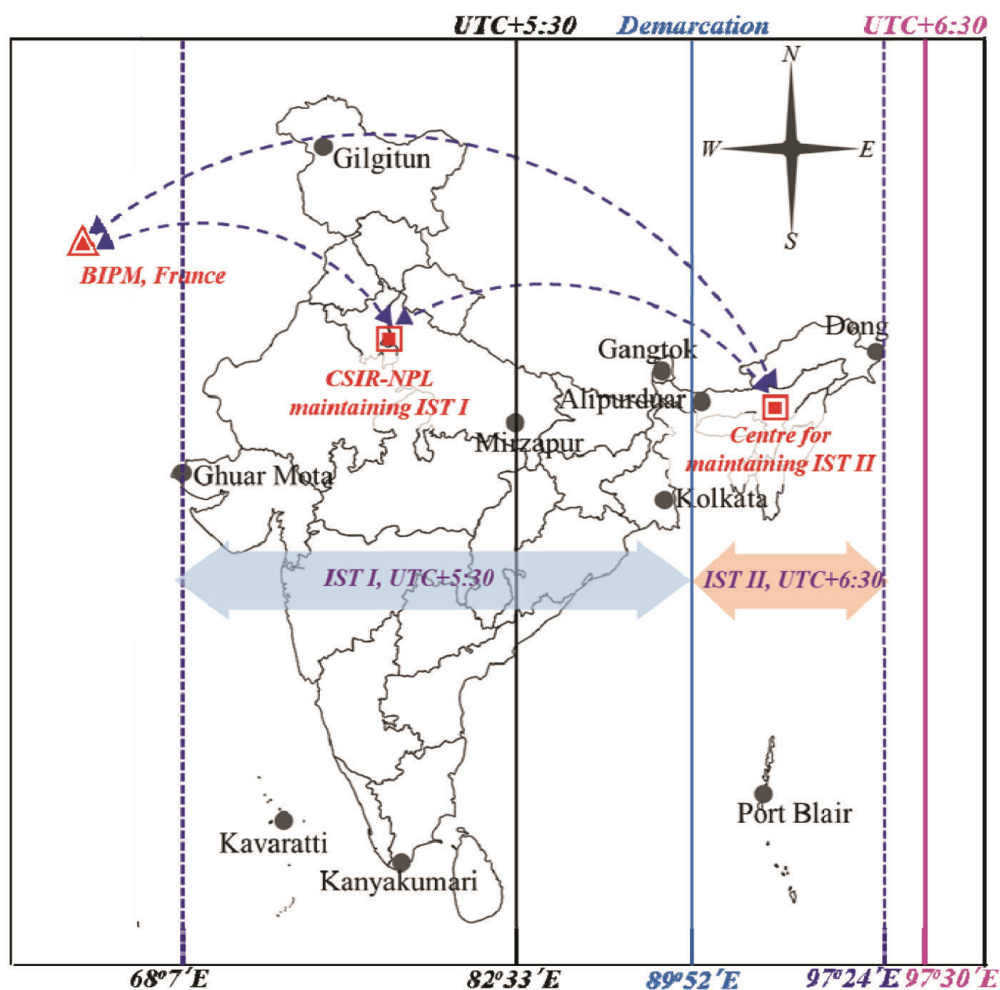 UTC+5:30 Demarcation UTC+6:30
N
W E
S
Gilgitun
BIPM, France
Dong
Gangtok
CSIR-NPL
maintaining IST I
Alipurduar
Mirzapur
Centre for
maintaining IST II
Ghuar Mota
Kolkata
IST I, UTC+5:30 IST II, UTC+6:30
Port Blair
Kavaratti
Kanyakumari
68°7'E 82°33'E 89°52'E 97°24'E 97°30'E